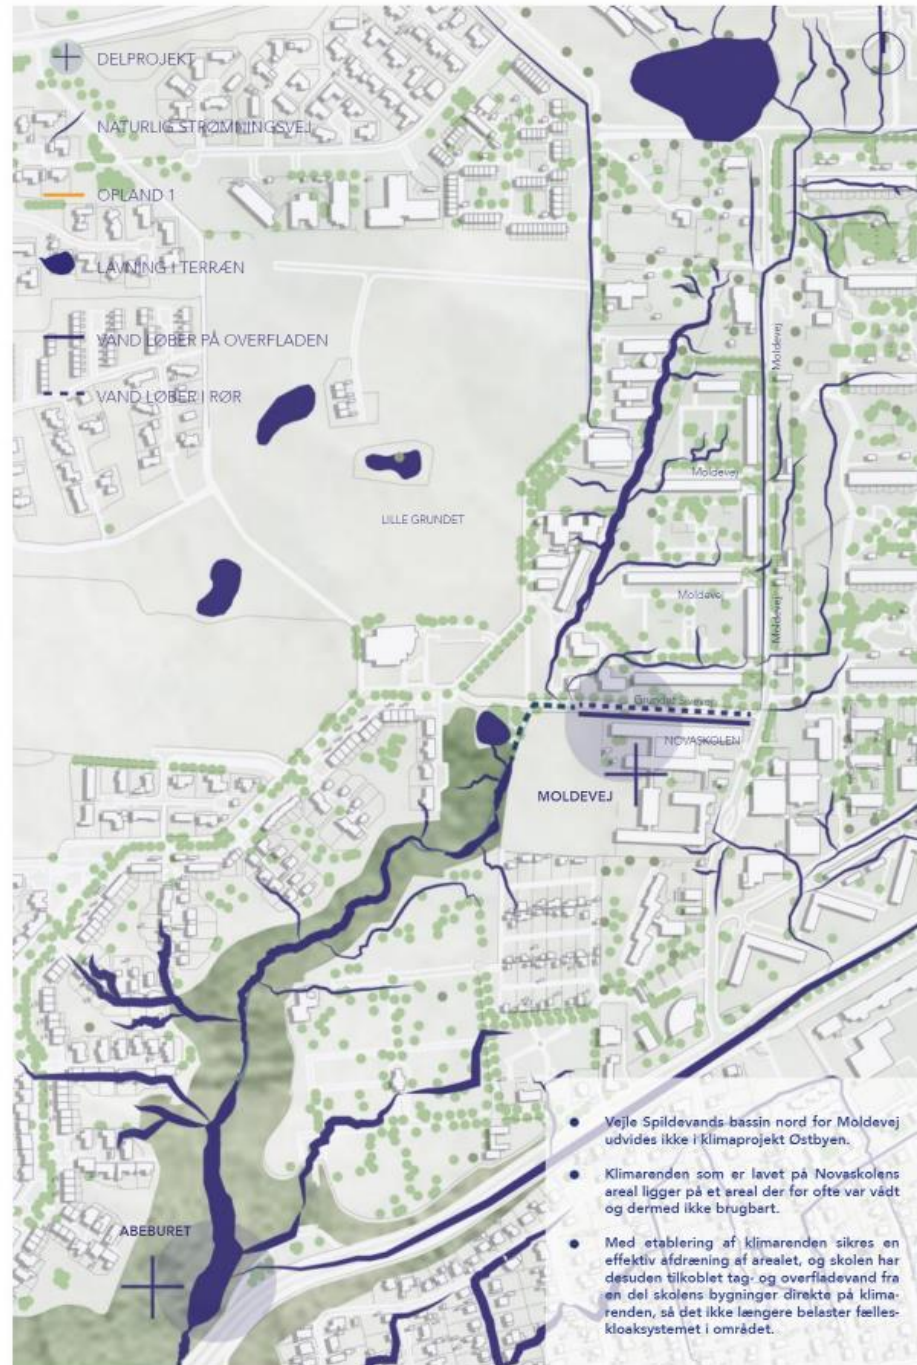 DELPROJEKT
NATURLIG STRØMNINGSVEJ
OPLAND 1
LAVNING I TERRÆN
VAND LØBER PÅ OVERFLADEN
VAND LØBER I RØR
LILLE GRUNDET
Moldevej
Moldevej
Moldevej
Moldevej
NOVASKOLEN
MOLDEVEJ
ABEBURET
• Vejle Spildevands bassin nord for Moldevej
udvides ikke i klimaprojekt Østbyen.
• Klimarenden som er lavet på Novaskolens
areal ligger på et areal der før ofte var vådt
og dermed ikke brugbart.
• Med etablering af klimarenden sikres en
effektiv afdræning af arealet, og skolen har
desuden tilkoblet tag- og overfladevand fra
en del skolens bygninger direkte på klima-
renden, så det ikke længere belaster fælles-
kloaksystemet i området.